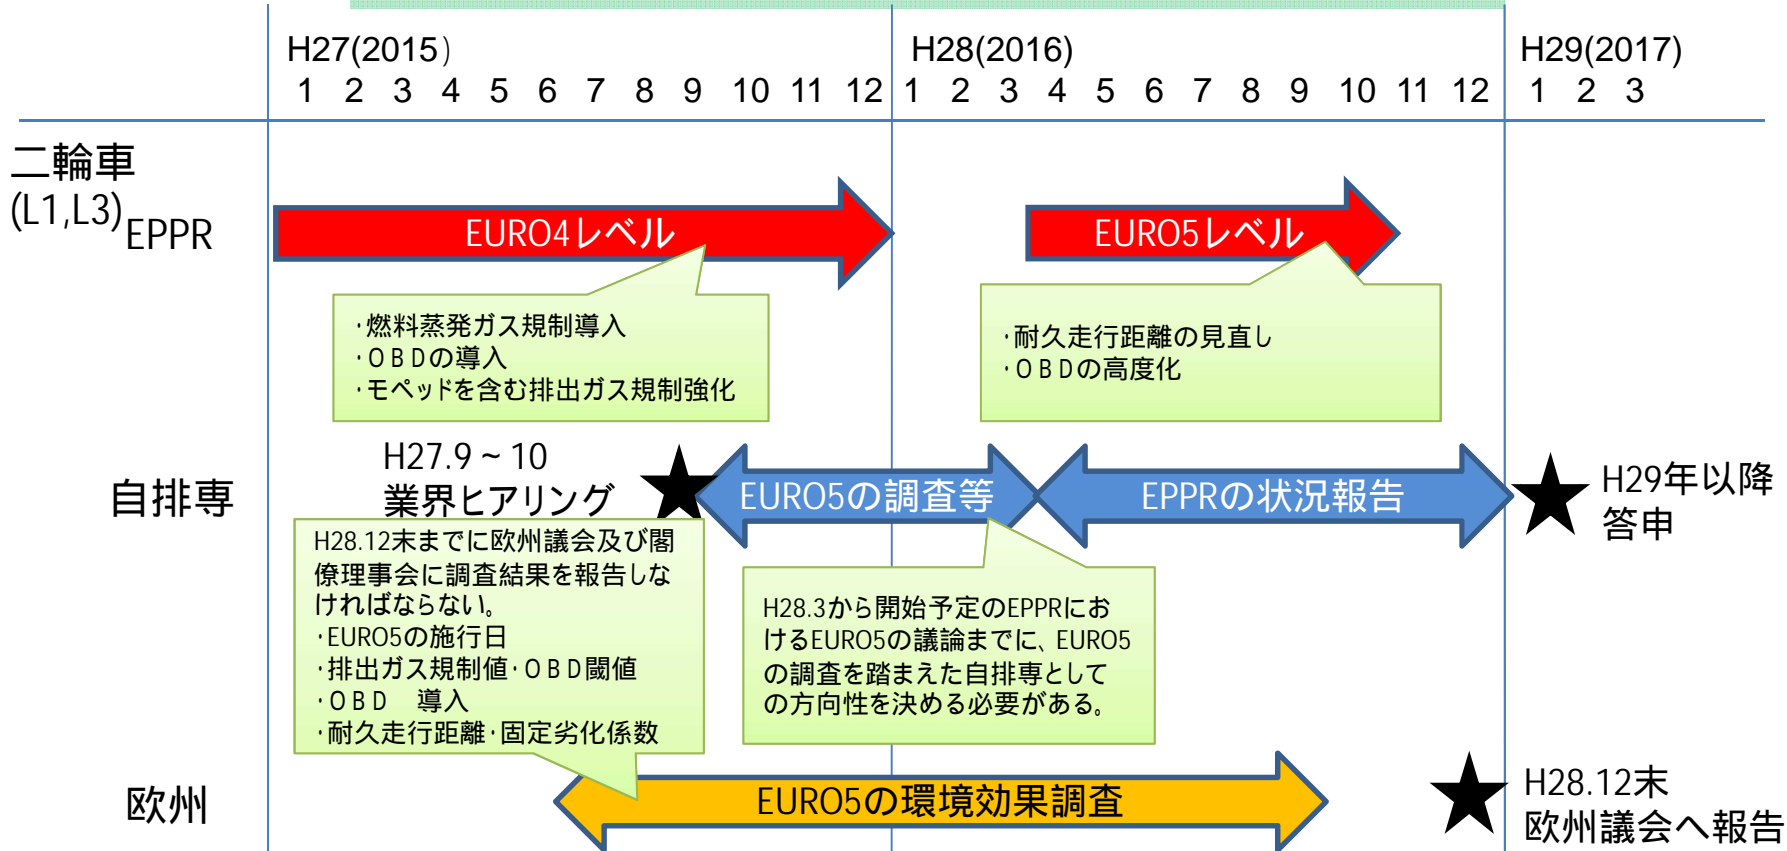 H27(2015)
H28(2016)
H29(2017)
1 2 3 4 5 6 7 8 9 10 11 12 1 2 3 4 5 6 7 8 9 10 11 12 1 2 3
二輪車
(L1,L3)
EPPR
EURO4レベル
EURO5レベル
・燃料蒸発ガス規制導入
・OBDの導入
・モペッドを含む排出ガス規制強化
・耐久走行距離の見直し
・OBDの高度化
自排専
H27.9~10
業界ヒアリング
EURO5の調査等
EPPRの状況報告
H29年以降
答申
H28.12末までに欧州議会及び閣
僚理事会に調査結果を報告しな
ければならない。
・EURO5の施行日
・排出ガス規制値・OBD閾値
・OBD 導入
・耐久走行距離・固定劣化係数
H28.3から開始予定のEPPRにお
けるEURO5の議論までに、EURO5
の調査を踏まえた自排専として
の方向性を決める必要がある。
欧州
EURO5の環境効果調査
H28.12末
欧州議会へ報告